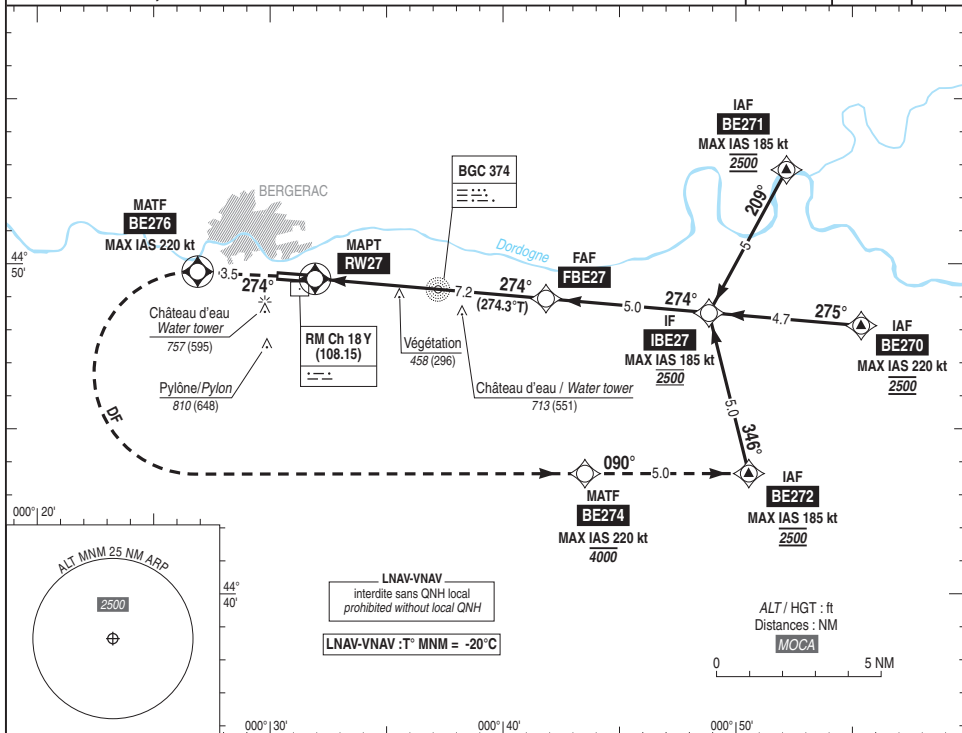 IAF
BE271
MAX IAS 185 kt
2500
BGC 374
BERGERAC
MATF
BE276
MAX IAS 220 kt
209°
5
44°
50'
MAPT
RW27
Dordogne
FAF
FBE27
3.5
274°
7.2
274°
(274.3°T)
5.0
274°
4.7
275°
Château d'eau
Water tower
757 (595)
RM Ch 18 Y
(108.15)
Végétation
458 (296)
IF
IBE27
MAX IAS 185 kt
2500
IAF
BE270
MAX IAS 220 kt
2500
Pylône/Pylon
810 (648)
Château d'eau / Water tower
713 (551)
5.0
346°
DF
090°
5.0
MATF
BE274
MAX IAS 220 kt
4000
IAF
BE272
MAX IAS 185 kt
2500
000° 20'
ALT MNM 25 NM ARP
2500
44°
40'
LNAV-VNAV
interdite sans QNH local
prohibited without local QNH
LNAV-VNAV :T° MNM = -20°C
ALT / HGT : ft
Distances : NM
MOCA
0 5 NM
000° 30'
000° 40'
000° 50'